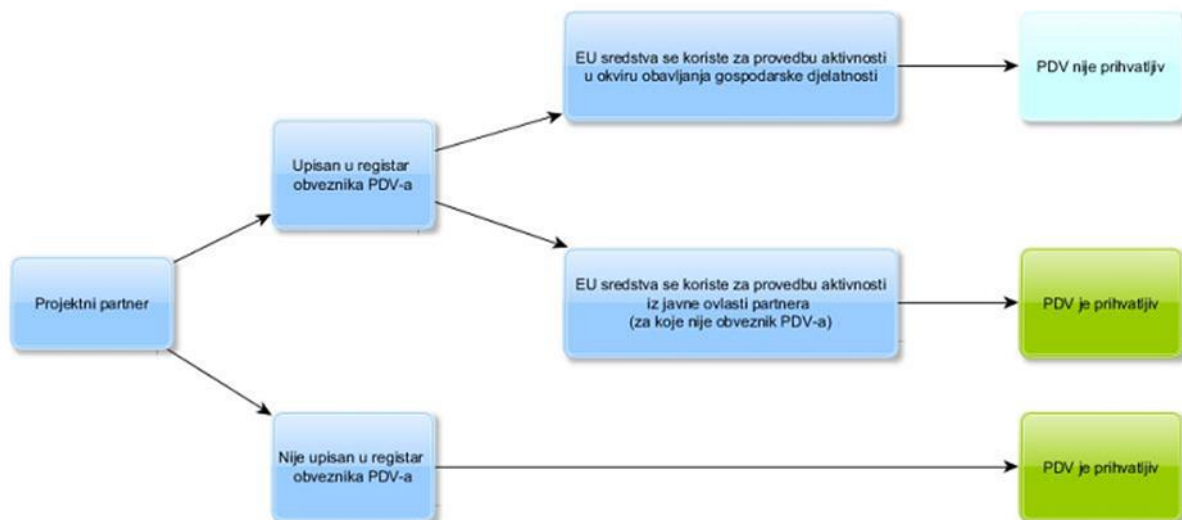 EU sredstva se koriste za provedbu aktivnosti
u okviru obavljanja gospodarske djelatnosti
PDV nije prihvatljiv
Upisan u registar
obveznika PDV-a
Projektni partner
EU sredstva se koriste za provedbu aktivnosti
iz javne ovlasti partnera
(za koje nije obveznik PDV-a)
PDV je prihvatljiv
Nije upisan u registar
obveznika PDV-a
PDV je prihvatljiv